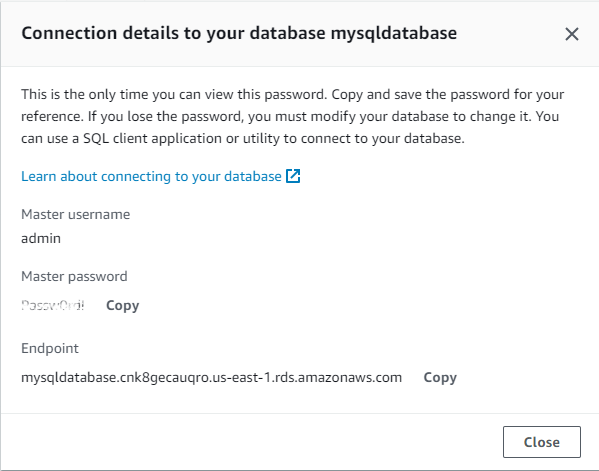 Connection details to your database mysqldatabase
This is the only time you can view this password. Copy and save the password for your
reference. If you lose the password, you must modify your database to change it. You
can use a SQL client application or utility to connect to your database.
Learn about connecting to your database
Master username
admin
Master password
Copy
Endpoint
mysqldatabase.cnk8gecauqro.us-east-1.rds.amazonaws.com Copy
Close